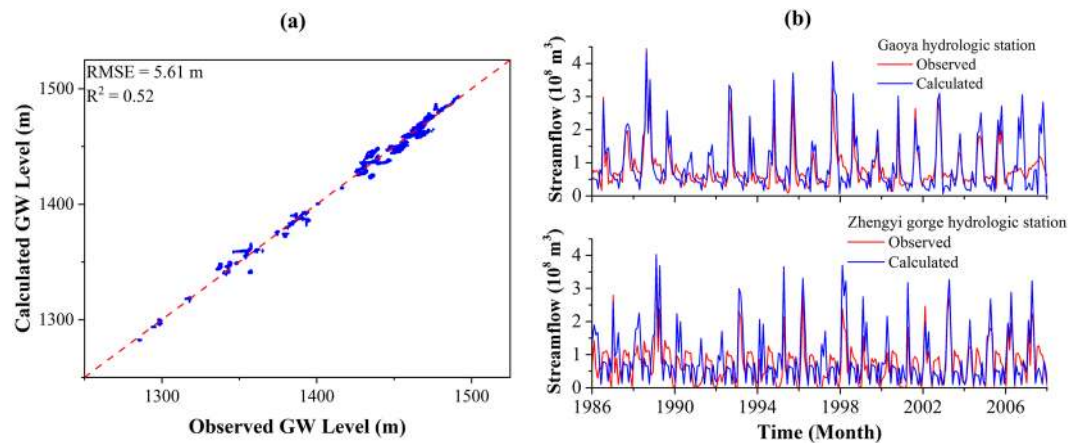 (a)
RMSE = 5.61 m
R² = 0.52
1500
1400
1300
Calculated GW Level (m)
1300 1400 1500
Observed GW Level (m)
(b)
Gaoya hydrologic station
Observed
Calculated
4
3
2
1
0
Streamflow (10⁸ m³)
Zhengyi gorge hydrologic station
Observed
Calculated
4
3
2
1
0
Streamflow (10⁸ m³)
1986 1990 1994 1998 2002 2006
Time (Month)